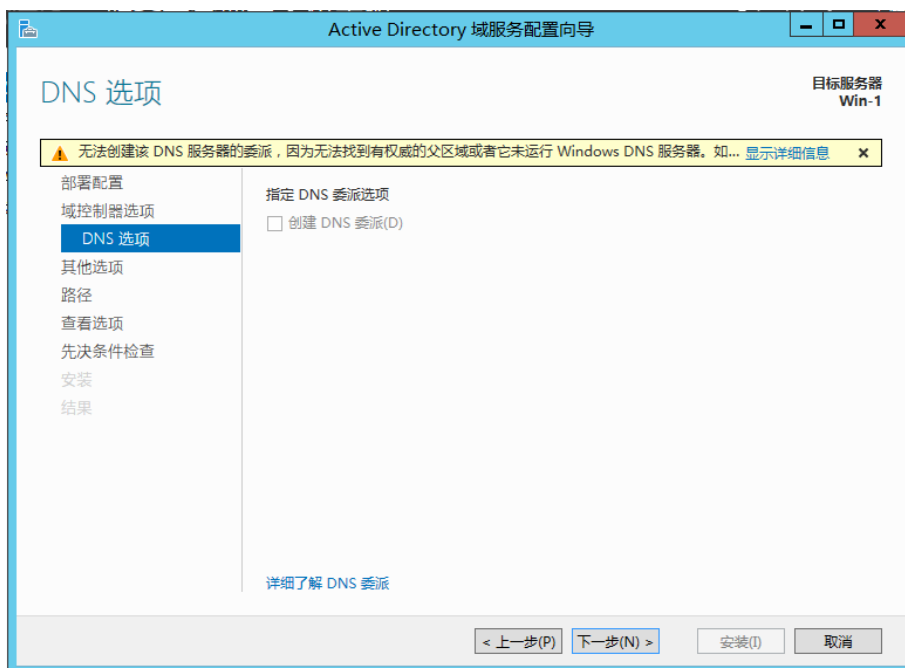 Active Directory 域服务配置向导
DNS 选项
目标服务器
Win-1
无法创建该 DNS 服务器的委派，因为无法找到有权威的父区域或者它未运行 Windows DNS 服务器。如... 显示详细信息
部署配置
域控制器选项
DNS 选项
其他选项
路径
查看选项
先决条件检查
安装
结果
指定 DNS 委派选项
创建 DNS 委派(D)
详细了解 DNS 委派
< 上一步(P)
下一步(N) >
安装(I)
取消